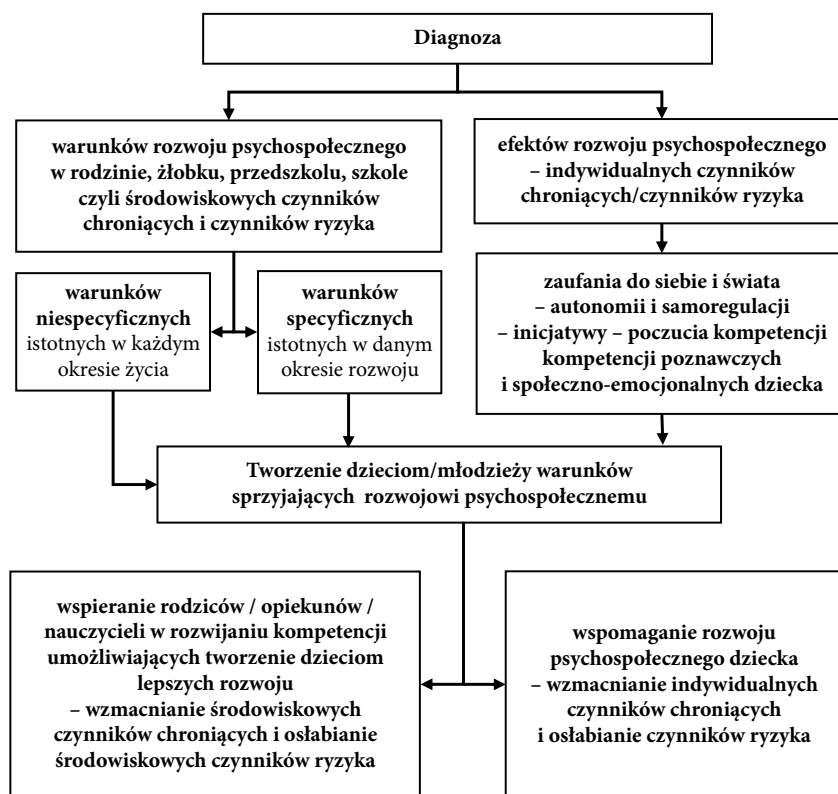 Diagnoza
warunków rozwoju psychospołecznego
w rodzinie, żłobku, przedszkolu, szkole
czyli środowiskowych czynników
chroniących i czynników ryzyka
efektów rozwoju psychospołecznego
– indywidualnych czynników
chroniących/czynników ryzyka
warunków
niespecyficznych
istotnych w każdym
okresie życia
warunków
specyficznych
istotnych w danym
okresie rozwoju
zaufania do siebie i świata
– autonomii i samoregulacji
– inicjatywy – poczucia kompetencji
kompetencji poznawczych
i społeczno-emocjonalnych dziecka
Tworzenie dzieciom/młodzieży warunków
sprzyjających rozwojowi psychospołecznemu
wspieranie rodziców / opiekunów /
nauczycieli w rozwijaniu kompetencji
umożliwiających tworzenie dzieciom
lepszych rozwoju
– wzmacnianie środowiskowych
czynników chroniących i osłabianie
środowiskowych czynników ryzyka
wspomaganie rozwoju
psychospołecznego dziecka
– wzmacnianie indywidualnych
czynników chroniących
i osłabianie czynników ryzyka